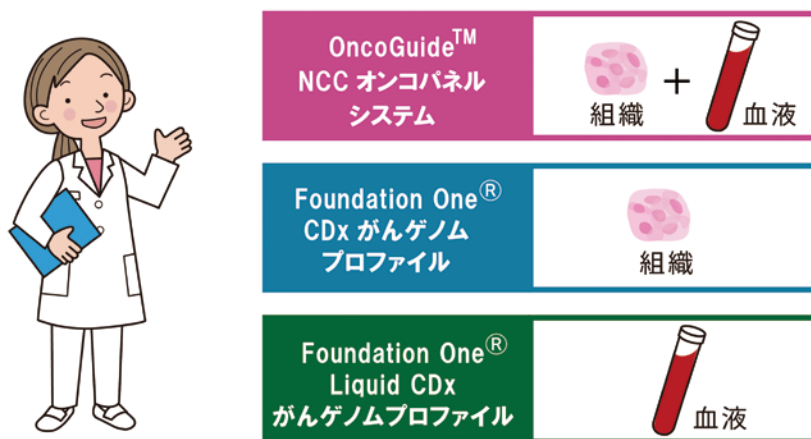 OncoGuide™
NCC オンコパネル
システム
組織
+
血液
Foundation One®
CDx がんゲノム
プロファイル
組織
Foundation One®
Liquid CDx
がんゲノムプロファイル
血液